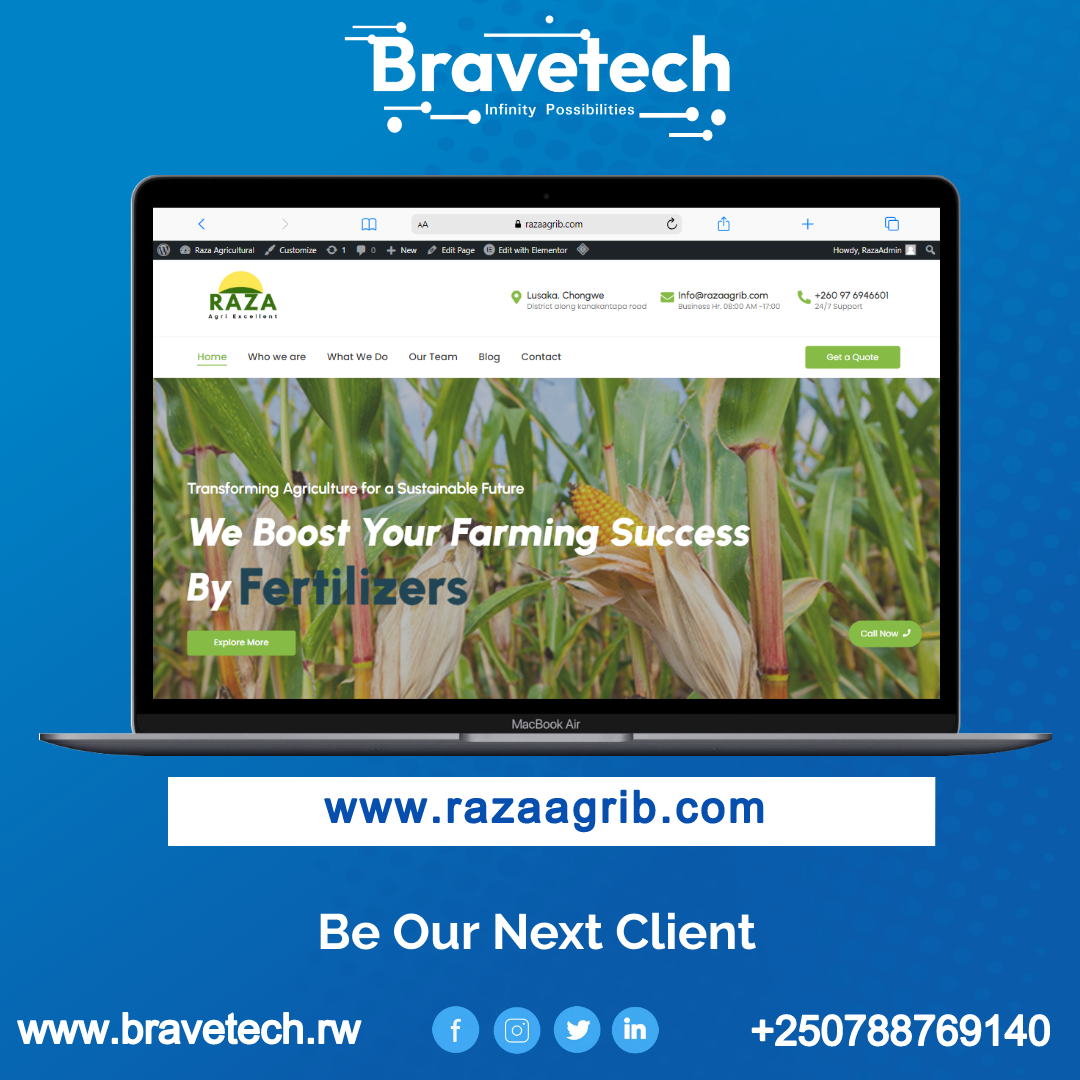 Bravetech
Infinity Possibilities
AA razaagrib.com
Raza Agricultural Customize 1 0 New Edit Page Edit with Elementor Howdy, RazaAdmin
RAZA
Agri Excellent
Lusaka. Chongwe
District along kanakantapa road
Info@razaagrib.com
Business Hr. 08:00 AM -17:00
+260 97 6946601
24/7 Support
Home Who we are What We Do Our Team Blog Contact Get a Quote
Transforming Agriculture for a Sustainable Future
We Boost Your Farming Success
By Fertilizers
Explore More
Call Now
MacBook Air
www.razaagrib.com
Be Our Next Client
www.bravetech.rw
+250788769140